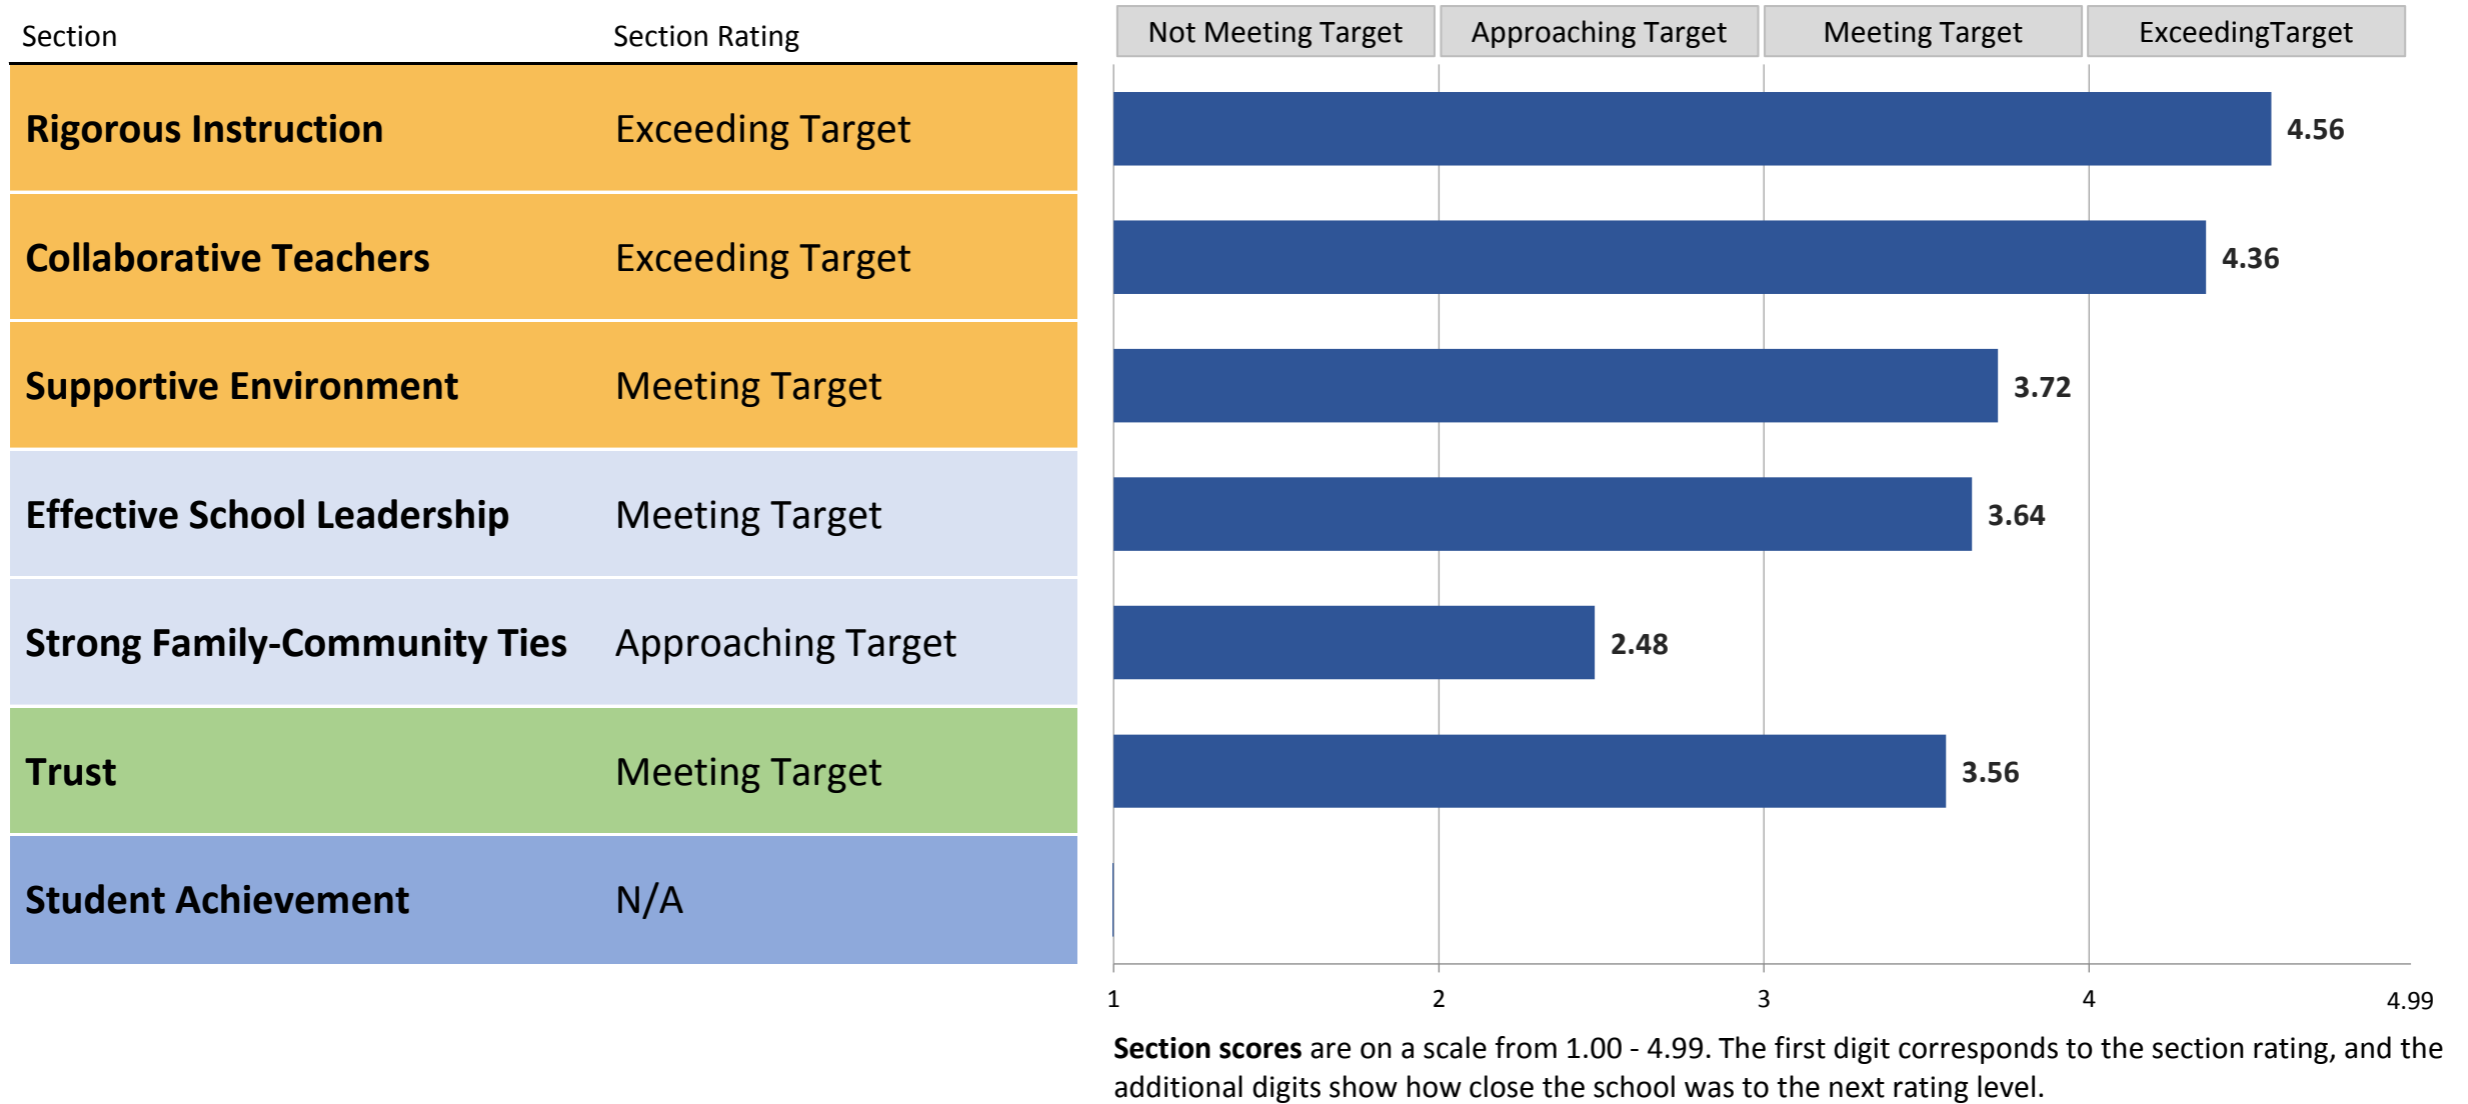 Section Section Rating Not Meeting Target Approaching Target Meeting Target ExceedingTarget
Rigorous Instruction Exceeding Target 4.56
Collaborative Teachers Exceeding Target 4.36
Supportive Environment Meeting Target 3.72
Effective School Leadership Meeting Target 3.64
Strong Family-Community Ties Approaching Target 2.48
Trust Meeting Target 3.56
Student Achievement N/A
1 2 3 4 4.99
Section scores are on a scale from 1.00 - 4.99. The first digit corresponds to the section rating, and the
additional digits show how close the school was to the next rating level.